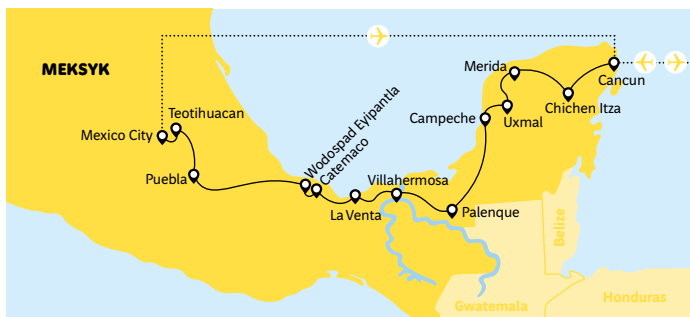 MEKSYK
Teotihuacan
Mexico City
Puebla
Wodospad Eyipantla
Catemaco
La Venta
Villahermosa
Palenque
Campeche
Uxmal
Merida
Chichen Itza
Cancun
Belize
Gwatemala
Honduras